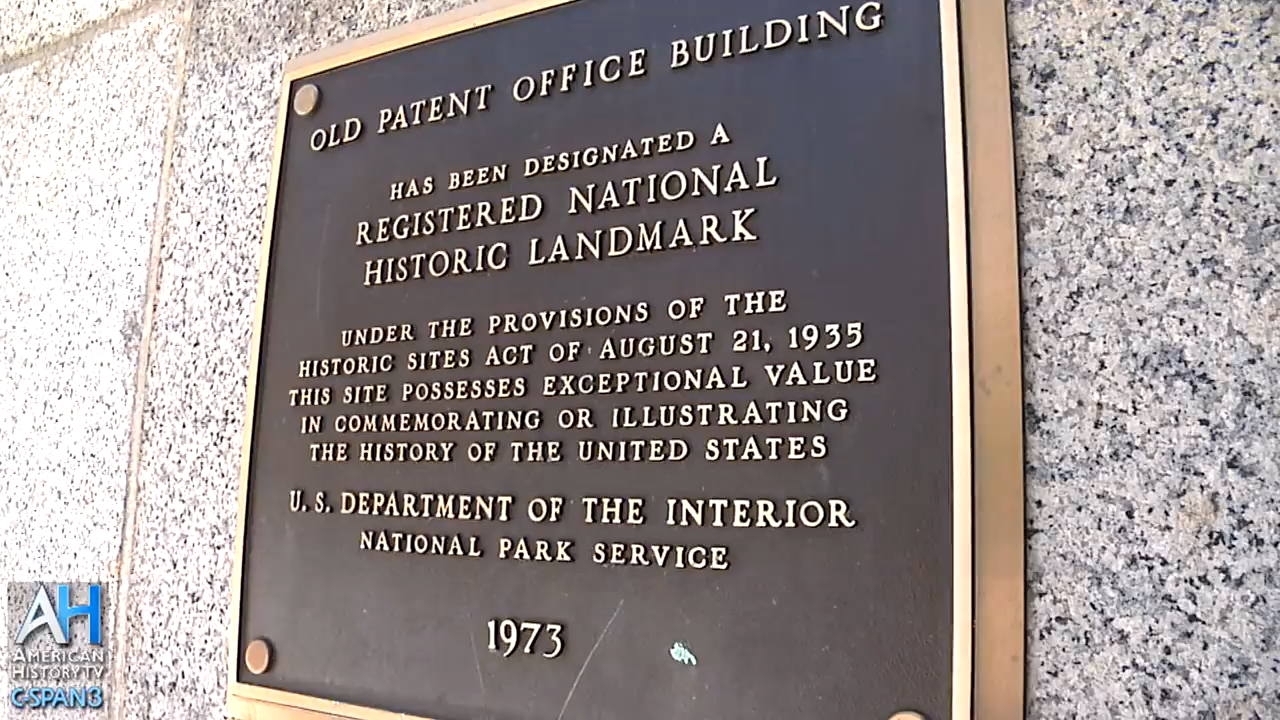 OLD PATENT OFFICE BUILDING
HAS BEEN DESIGNATED A
REGISTERED NATIONAL
HISTORIC LANDMARK
UNDER THE PROVISIONS OF THE
HISTORIC SITES ACT OF AUGUST 21, 1935
THIS SITE POSSESSES EXCEPTIONAL VALUE
IN COMMEMORATING OR ILLUSTRATING
THE HISTORY OF THE UNITED STATES
U. S. DEPARTMENT OF THE INTERIOR
NATIONAL PARK SERVICE
1973
AH
AMERICAN
HISTORY TV
C-SPAN3